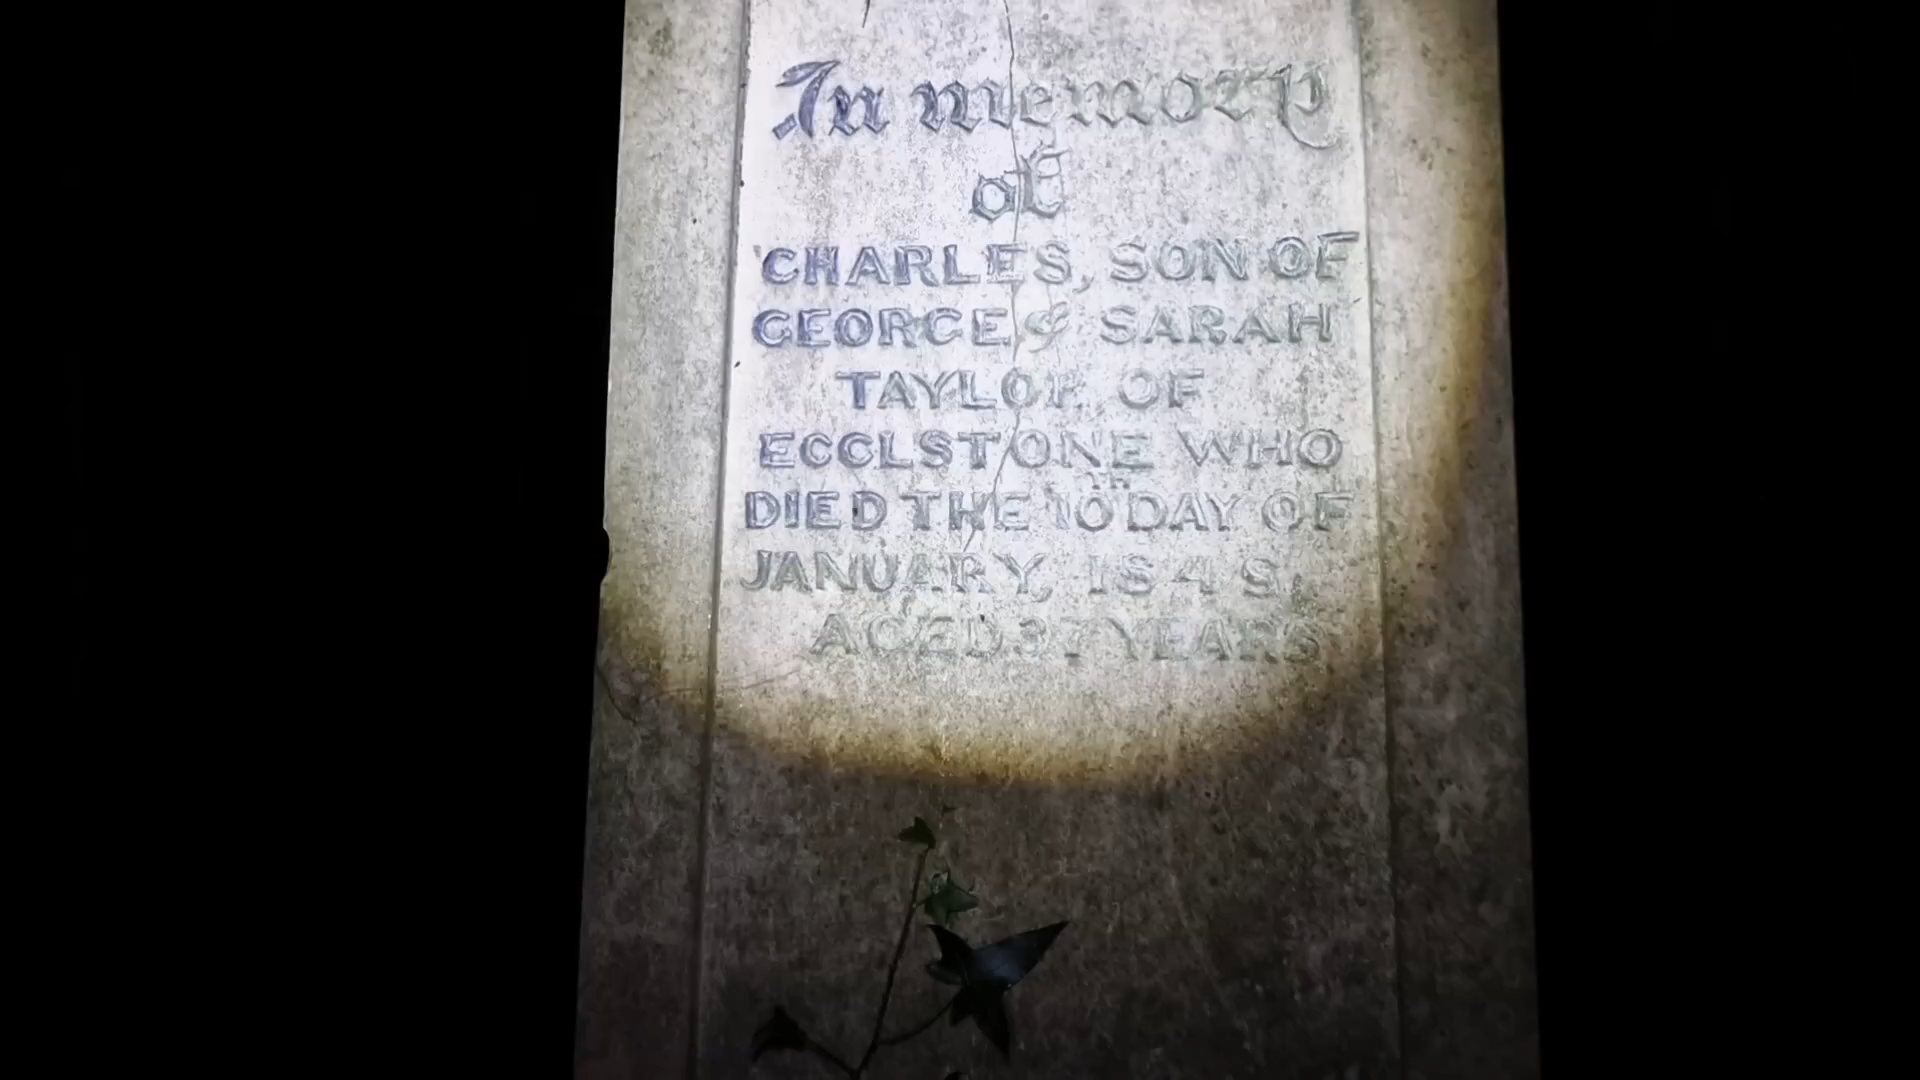 In memory
of
CHARLES, SON OF
GEORGE & SARAH
TAYLOR OF
ECCLSTONE WHO
DIED THE 10TH DAY OF
JANUARY, 1848,
AGED 37 YEARS